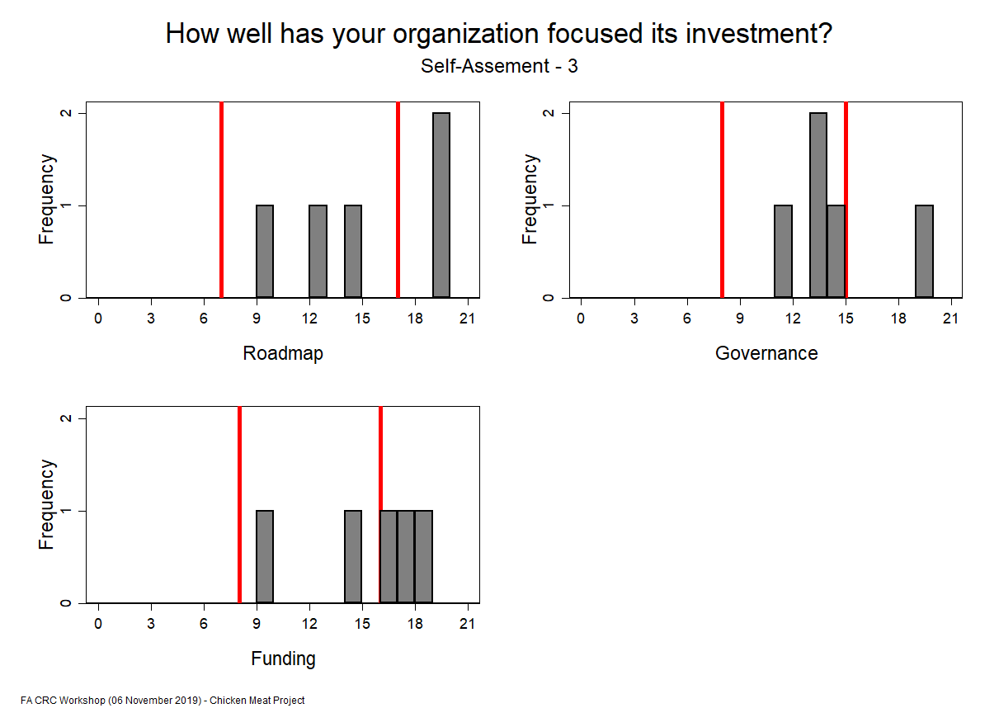 How well has your organization focused its investment?
Self-Assement - 3
Frequency
2
1
0
0 3 6 9 12 15 18 21
Roadmap
Frequency
2
1
0
0 3 6 9 12 15 18 21
Governance
Frequency
2
1
0
0 3 6 9 12 15 18 21
Funding
FA CRC Workshop (06 November 2019) - Chicken Meat Project